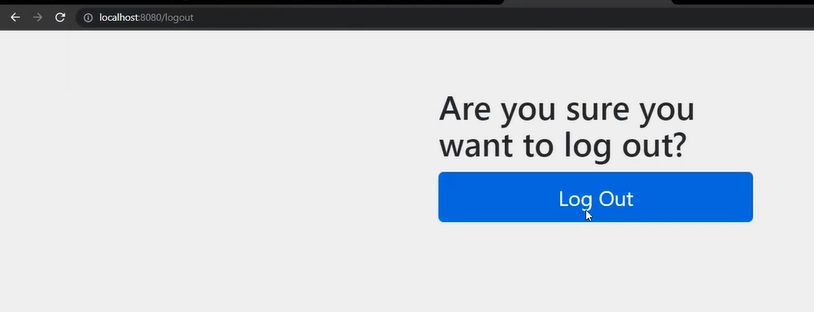 localhost:8080/logout
Are you sure you
want to log out?
Log Out